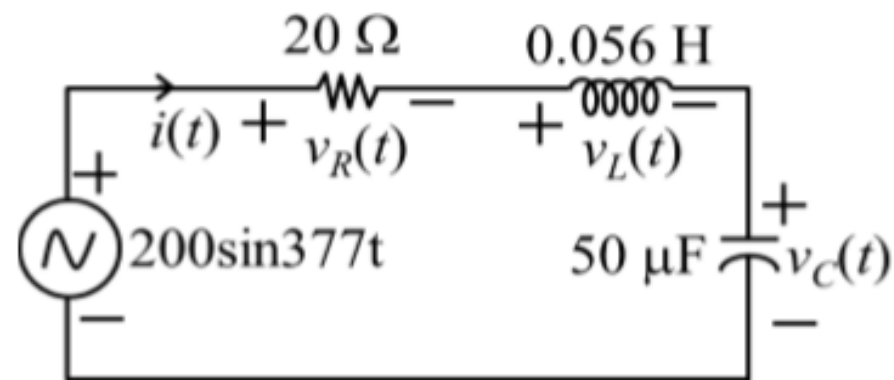 20 Ω
0.056 H
i(t) + v_R(t) −
+ v_L(t) −
+
200sin377t
−
50 μF
+
v_C(t)
−